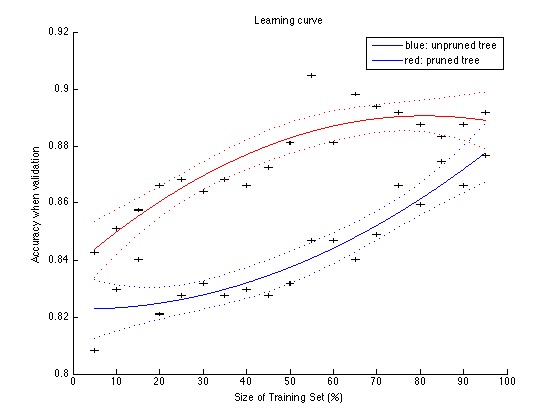 Learning curve
0.92
0.9
0.88
0.86
0.84
0.82
0.8
Accuracy when validation
blue: unpruned tree
red: pruned tree
0 10 20 30 40 50 60 70 80 90 100
Size of Training Set (%)